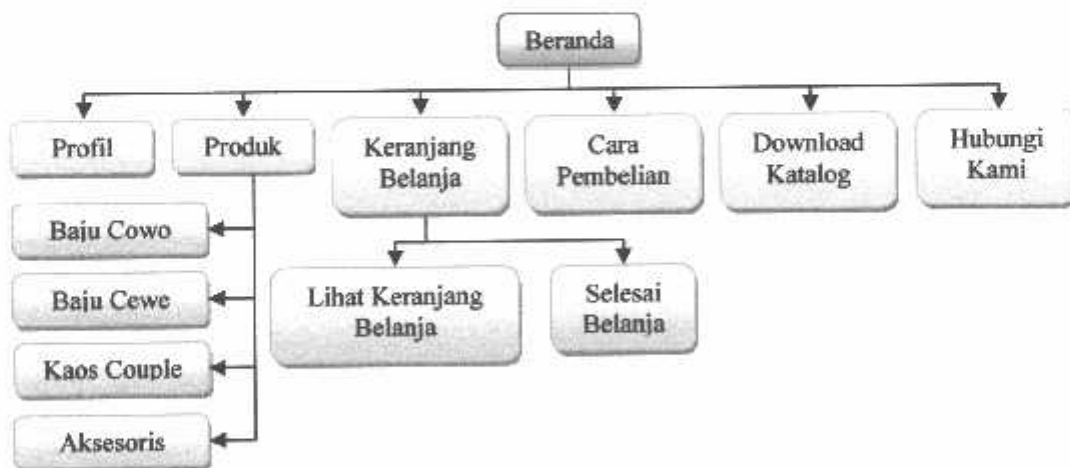 Beranda
Profil
Produk
Keranjang
Belanja
Cara
Pembelian
Download
Katalog
Hubungi
Kami
Baju Cowo
Baju Cewe
Kaos Couple
Aksesoris
Lihat Keranjang
Belanja
Selesai
Belanja